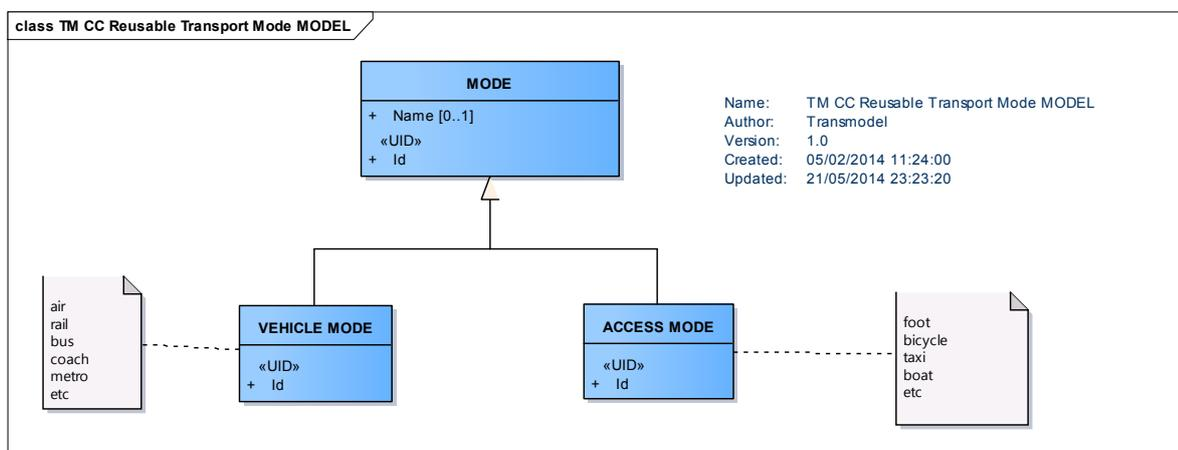 class TM CC Reusable Transport Mode MODEL
MODE
+ Name [0..1]
«UID»
+ Id
Name: TM CC Reusable Transport Mode MODEL
Author: Transmodel
Version: 1.0
Created: 05/02/2014 11:24:00
Updated: 21/05/2014 23:23:20
air
rail
bus
coach
metro
etc
VEHICLE MODE
«UID»
+ Id
ACCESS MODE
«UID»
+ Id
foot
bicycle
taxi
boat
etc